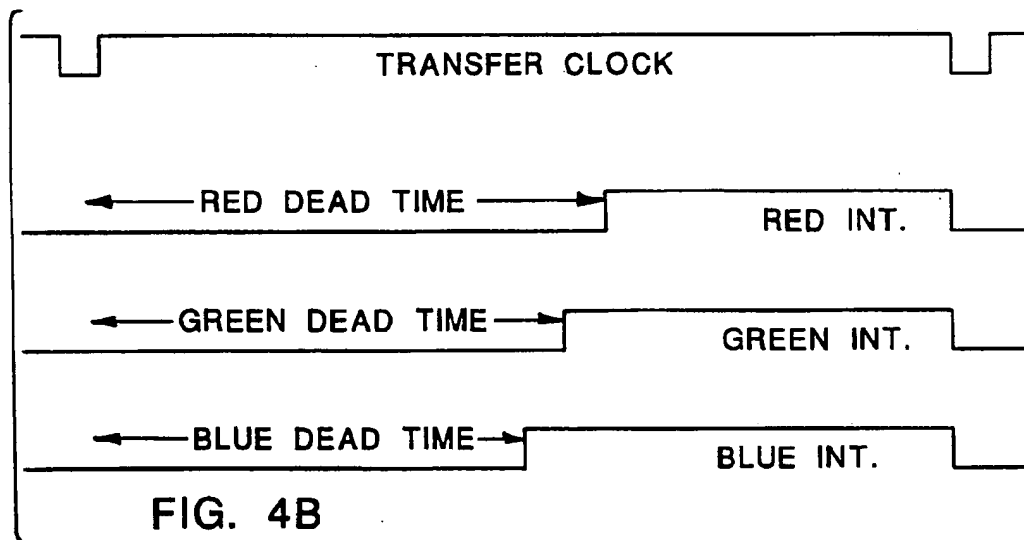 TRANSFER CLOCK
RED DEAD TIME
RED INT.
GREEN DEAD TIME
GREEN INT.
BLUE DEAD TIME
BLUE INT.
FIG. 4B